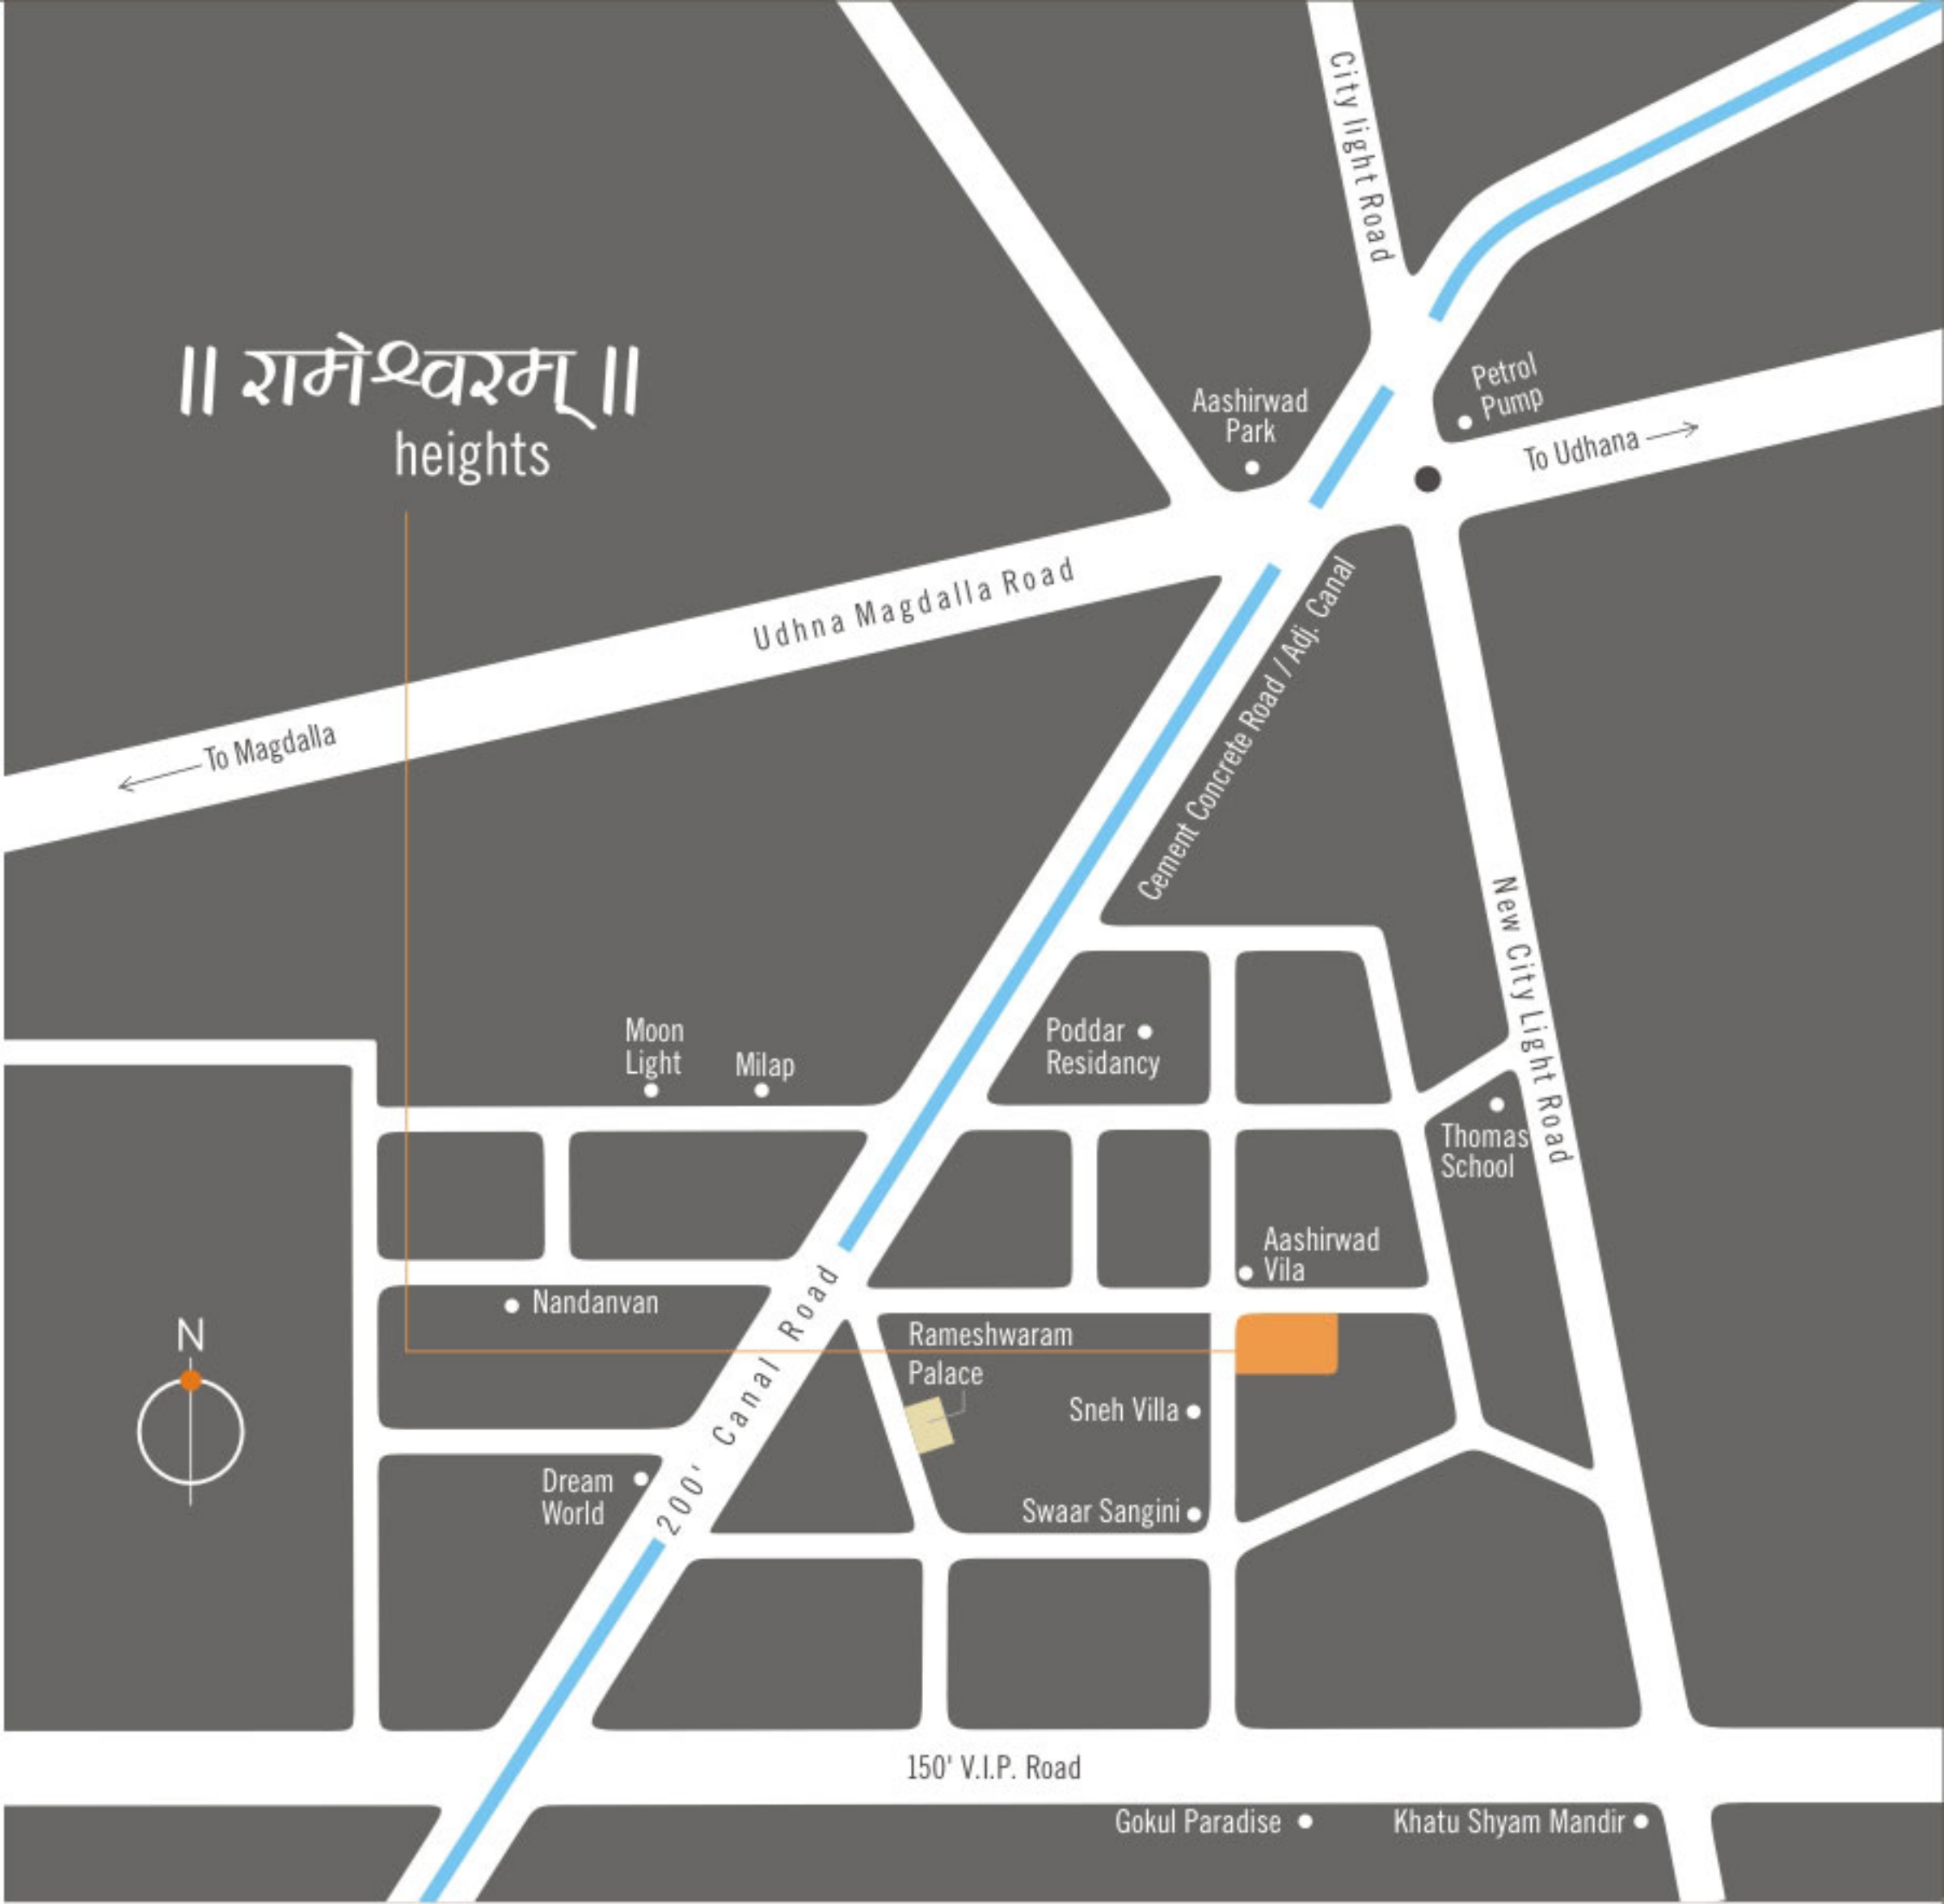 City light Road
|| रामेश्वरम् ||
heights
Aashirwad
Park
Petrol
Pump
To Udhana
Udhna Magdalla Road
To Magdalla
Cement Concrete Road / Adj. Canal
New City Light Road
Moon
Light
Milap
Poddar
Residancy
Thomas
School
Aashirwad
Vila
Nandanvan
200' Canal Road
Rameshwaram
Palace
N
Sneh Villa
Dream
World
Swaar Sangini
150' V.I.P. Road
Gokul Paradise
Khatu Shyam Mandir